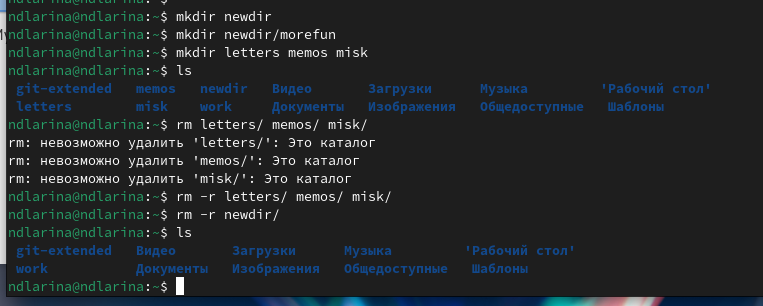 ndlarina@ndlarina:~$ mkdir newdir
ndlarina@ndlarina:~$ mkdir newdir/morefun
ndlarina@ndlarina:~$ mkdir letters memos misk
ndlarina@ndlarina:~$ ls
git-extended memos newdir Видео Загрузки Музыка 'Рабочий стол'
letters misk work Документы Изображения Общедоступные Шаблоны
ndlarina@ndlarina:~$ rm letters/ memos/ misk/
rm: невозможно удалить 'letters/': Это каталог
rm: невозможно удалить 'memos/': Это каталог
rm: невозможно удалить 'misk/': Это каталог
ndlarina@ndlarina:~$ rm -r letters/ memos/ misk/
ndlarina@ndlarina:~$ rm -r newdir/
ndlarina@ndlarina:~$ ls
git-extended Видео Загрузки Музыка 'Рабочий стол'
work Документы Изображения Общедоступные Шаблоны
ndlarina@ndlarina:~$